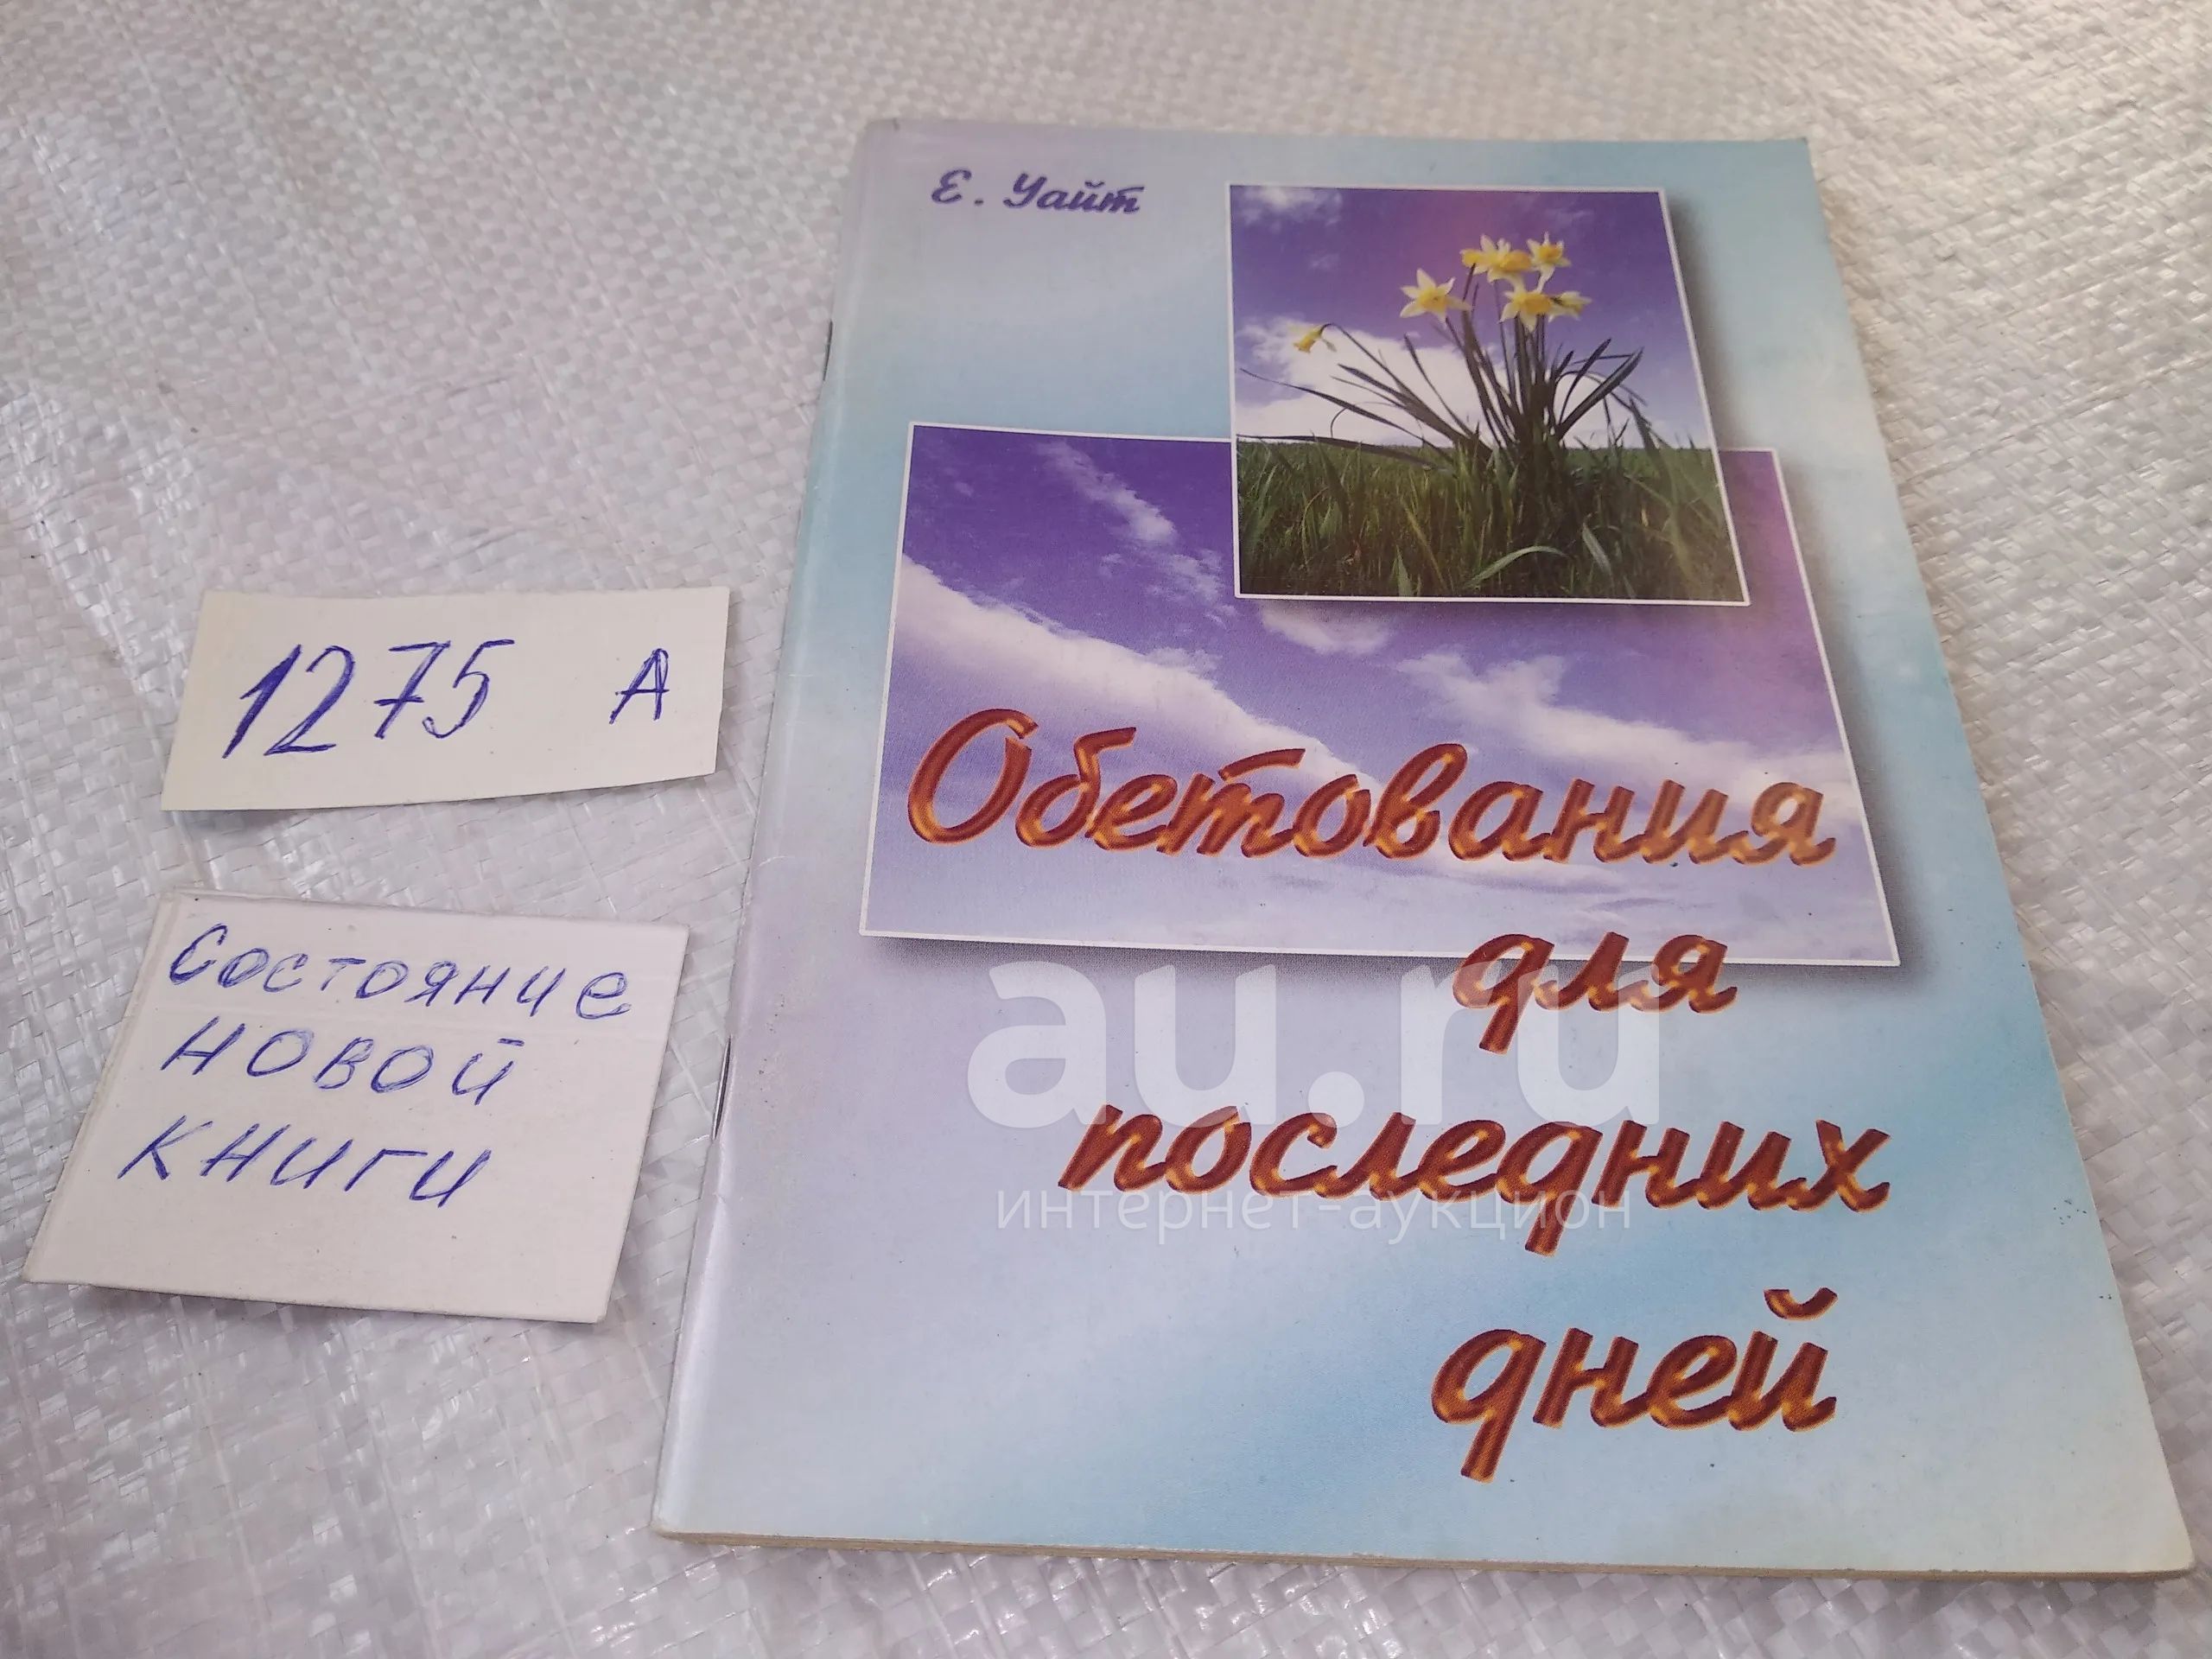 Е. Уайт
Обетования
для
последних
дней
1275 А
Состояние
новой
книги
au.ru
интернет-аукцион